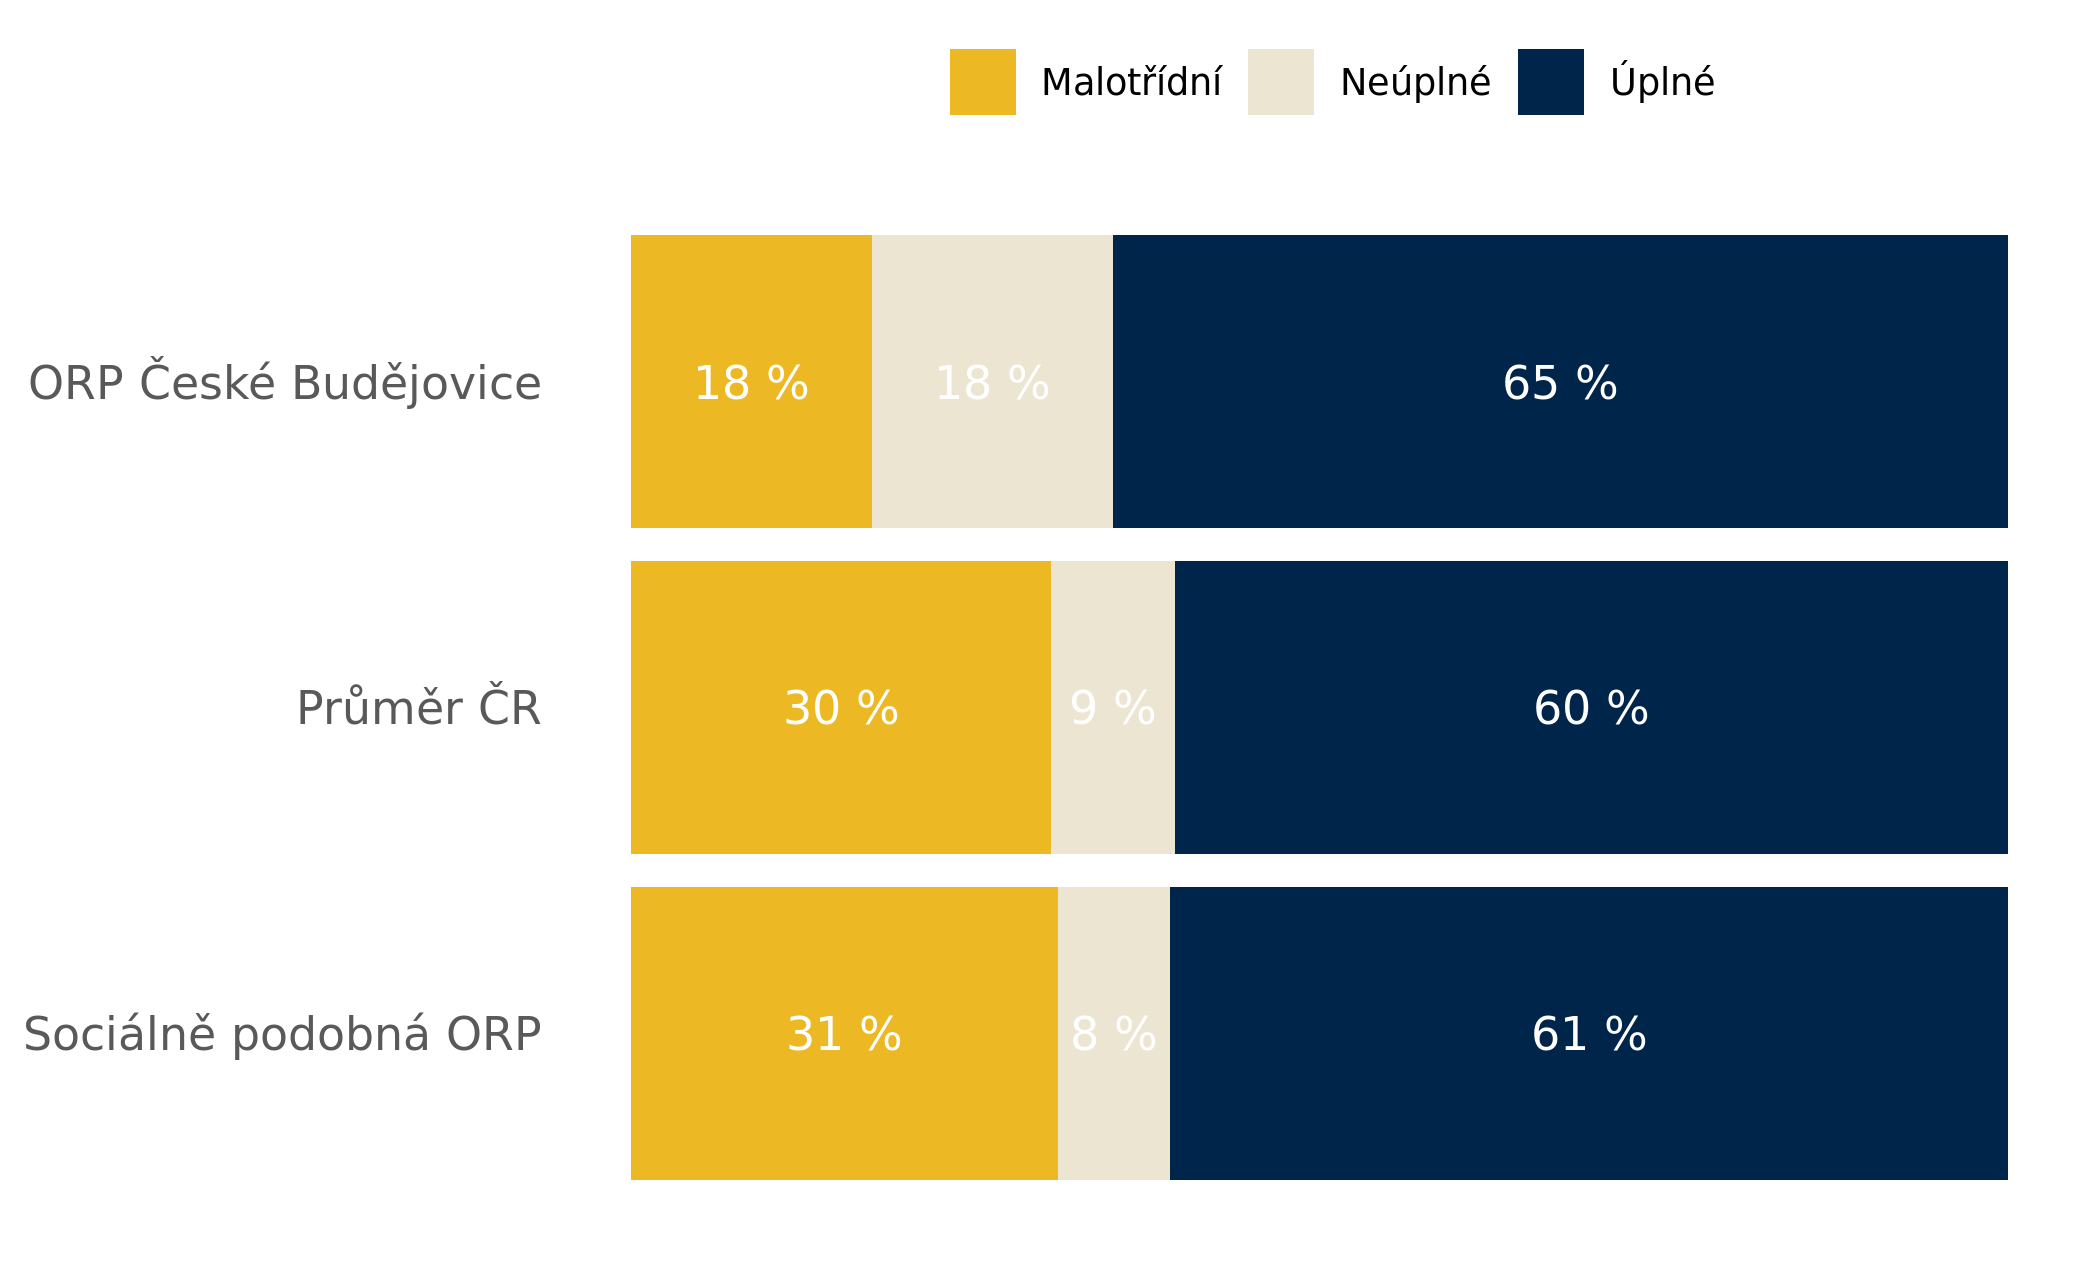 Malotřídní Neúplné Úplné
ORP České Budějovice 18 % 18 % 65 %
Průměr ČR 30 % 9 % 60 %
Sociálně podobná ORP 31 % 8 % 61 %